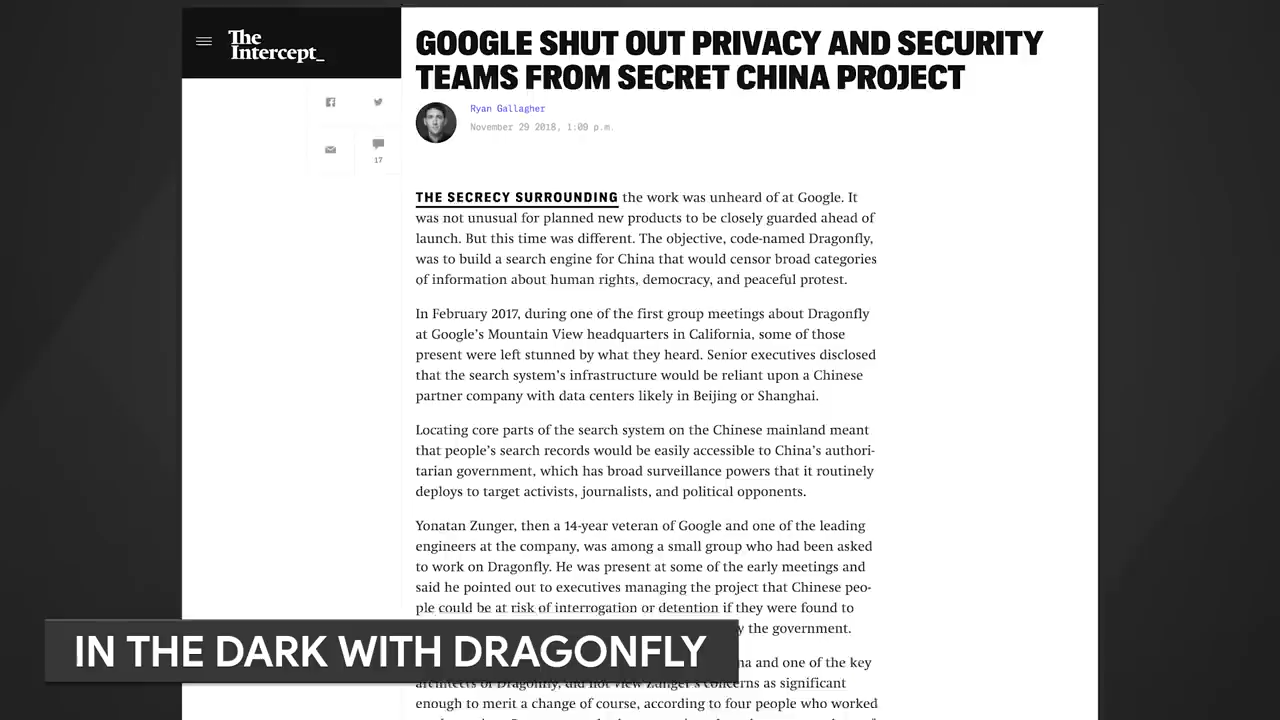 The
Intercept_
GOOGLE SHUT OUT PRIVACY AND SECURITY
TEAMS FROM SECRET CHINA PROJECT
Ryan Gallagher
November 29 2018, 1:09 p.m.
17
THE SECRECY SURROUNDING the work was unheard of at Google. It
was not unusual for planned new products to be closely guarded ahead of
launch. But this time was different. The objective, code-named Dragonfly,
was to build a search engine for China that would censor broad categories
of information about human rights, democracy, and peaceful protest.
In February 2017, during one of the first group meetings about Dragonfly
at Google’s Mountain View headquarters in California, some of those
present were left stunned by what they heard. Senior executives disclosed
that the search system’s infrastructure would be reliant upon a Chinese
partner company with data centers likely in Beijing or Shanghai.
Locating core parts of the search system on the Chinese mainland meant
that people’s search records would be easily accessible to China’s authori-
tarian government, which has broad surveillance powers that it routinely
deploys to target activists, journalists, and political opponents.
Yonatan Zunger, then a 14-year veteran of Google and one of the leading
engineers at the company, was among a small group who had been asked
to work on Dragonfly. He was present at some of the early meetings and
said he pointed out to executives managing the project that Chinese peo-
ple could be at risk of interrogation or detention if they were found to
the government.
and one of the key
architects of Dragonfly, did not view Zunger’s concerns as significant
enough to merit a change of course, according to four people who worked
IN THE DARK WITH DRAGONFLY